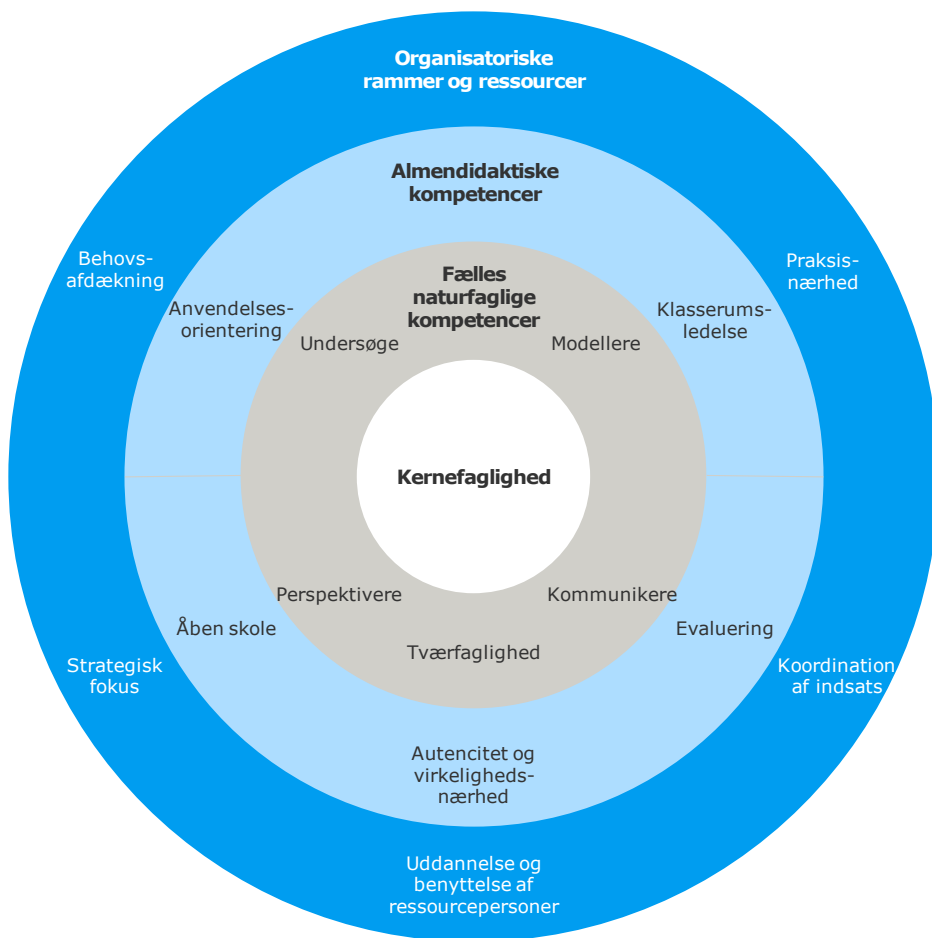 Organisatoriske
rammer og ressourcer
Almendidaktiske
kompetencer
Behovs-
afdækning
Praksis-
nærhed
Fælles
naturfaglige
kompetencer
Anvendelses-
orientering
Klasserums-
ledelse
Undersøge
Modellere
Kernefaglighed
Perspektivere
Kommunikere
Åben skole
Evaluering
Tværfaglighed
Strategisk
fokus
Koordination
af indsats
Autencitet og
virkeligheds-
nærhed
Uddannelse og
benyttelse af
ressourcepersoner